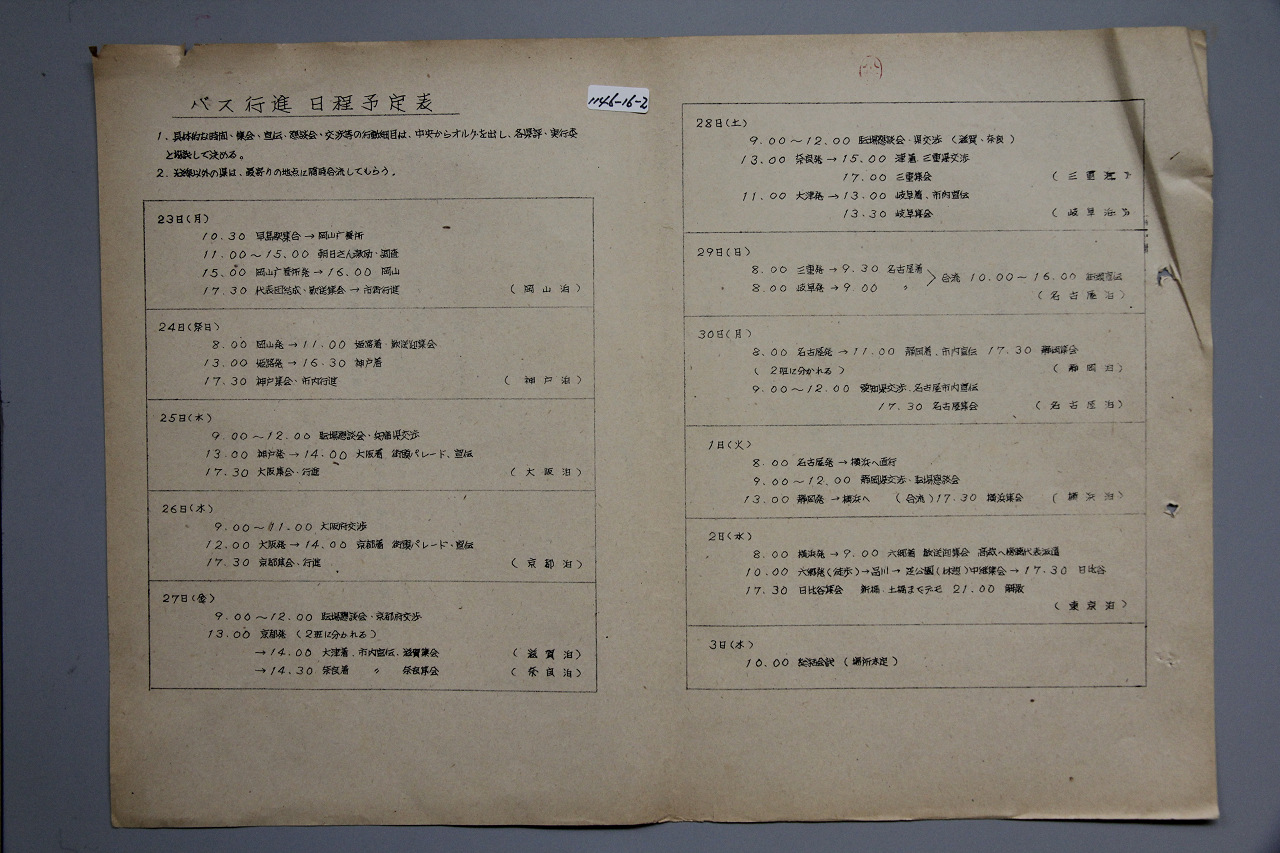 バス行進 日程予定表
1146-16-2
1. 具体的な時間・集会・宣伝・懇談会・交渉等の行動細目は、中央からオルグを出し、各県評・実行委
と相談して決める。
2. 沿線以外の県は、最寄りの地点に随時合流してもらう。
23日(月)
10.30 早島駅集合→岡山療養所
11.00~15.00 朝日さん激励・調査
15.00 岡山療養所発→16.00 岡山
17.30 代表団結成・歓送集会→市内行進 (岡山泊)
24日(祭日)
8.00 岡山発→11.00 姫路着・歓送迎集会
13.00 姫路発→16.30 神戸着
17.30 神戸集会・市内行進 (神戸泊)
25日(水)
9.00~12.00 職場懇談会・兵庫県交渉
13.00 神戸発→14.00 大阪着 街頭パレード、宣伝
17.30 大阪集会・行進 (大阪泊)
26日(木)
9.00~11.00 大阪府交渉
12.00 大阪発→14.00 京都着 街頭パレード・宣伝
17.30 京都集会・行進 (京都泊)
27日(金)
9.00~12.00 職場懇談会・京都府交渉
13.00 京都発 (2班に分かれる)
→14.00 大津着、市内宣伝、滋賀集会 (滋賀泊)
→14.30 奈良着 〃 奈良集会 (奈良泊)
28日(土)
9.00~12.00 職場懇談会・県交渉 (滋賀・奈良)
13.00 奈良発→15.00 津着 三重県交渉
17.00 三重集会 (三重泊)
11.00 大津発→13.00 岐阜着、市内宣伝
13.30 岐阜集会 (岐阜泊)
29日(日)
8.00 三重発→9.30 名古屋着
8.00 岐阜発→9.00 〃 〉合流 10.00~16.00 街頭宣伝
(名古屋泊)
30日(月)
8.00 名古屋発→11.00 静岡着、市内宣伝 17.30 静岡集会
(2班に分かれる) (静岡泊)
9.00~12.00 愛知県交渉、名古屋市内宣伝
17.30 名古屋集会 (名古屋泊)
1日(火)
8.00 名古屋発→横浜へ直行
9.00~12.00 静岡県交渉・職場懇談会
13.00 静岡発→横浜へ (合流)17.30 横浜集会 (横浜泊)
2日(水)
8.00 横浜発→9.00 六郷着 歓送迎集会 高裁へ 代表派遣
10.00 六郷発(徒歩)→品川→芝公園(休憩)中継集会→17.30 日比谷
17.30 日比谷集会 新橋・土橋までデモ 21.00 解散
(東京泊)
3日(木)
10.00 総括会議 (場所未定)